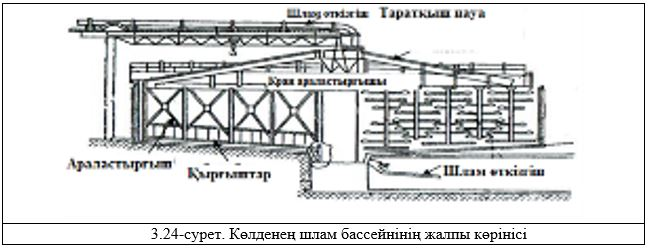 Шлам өткізгіш
Таратқыш науа
Кран араластырғышы
Араластырғыш
Қырғыштар
Шлам өткізгіш
3.24-сурет. Көлденең шлам бассейнінің жалпы көрінісі